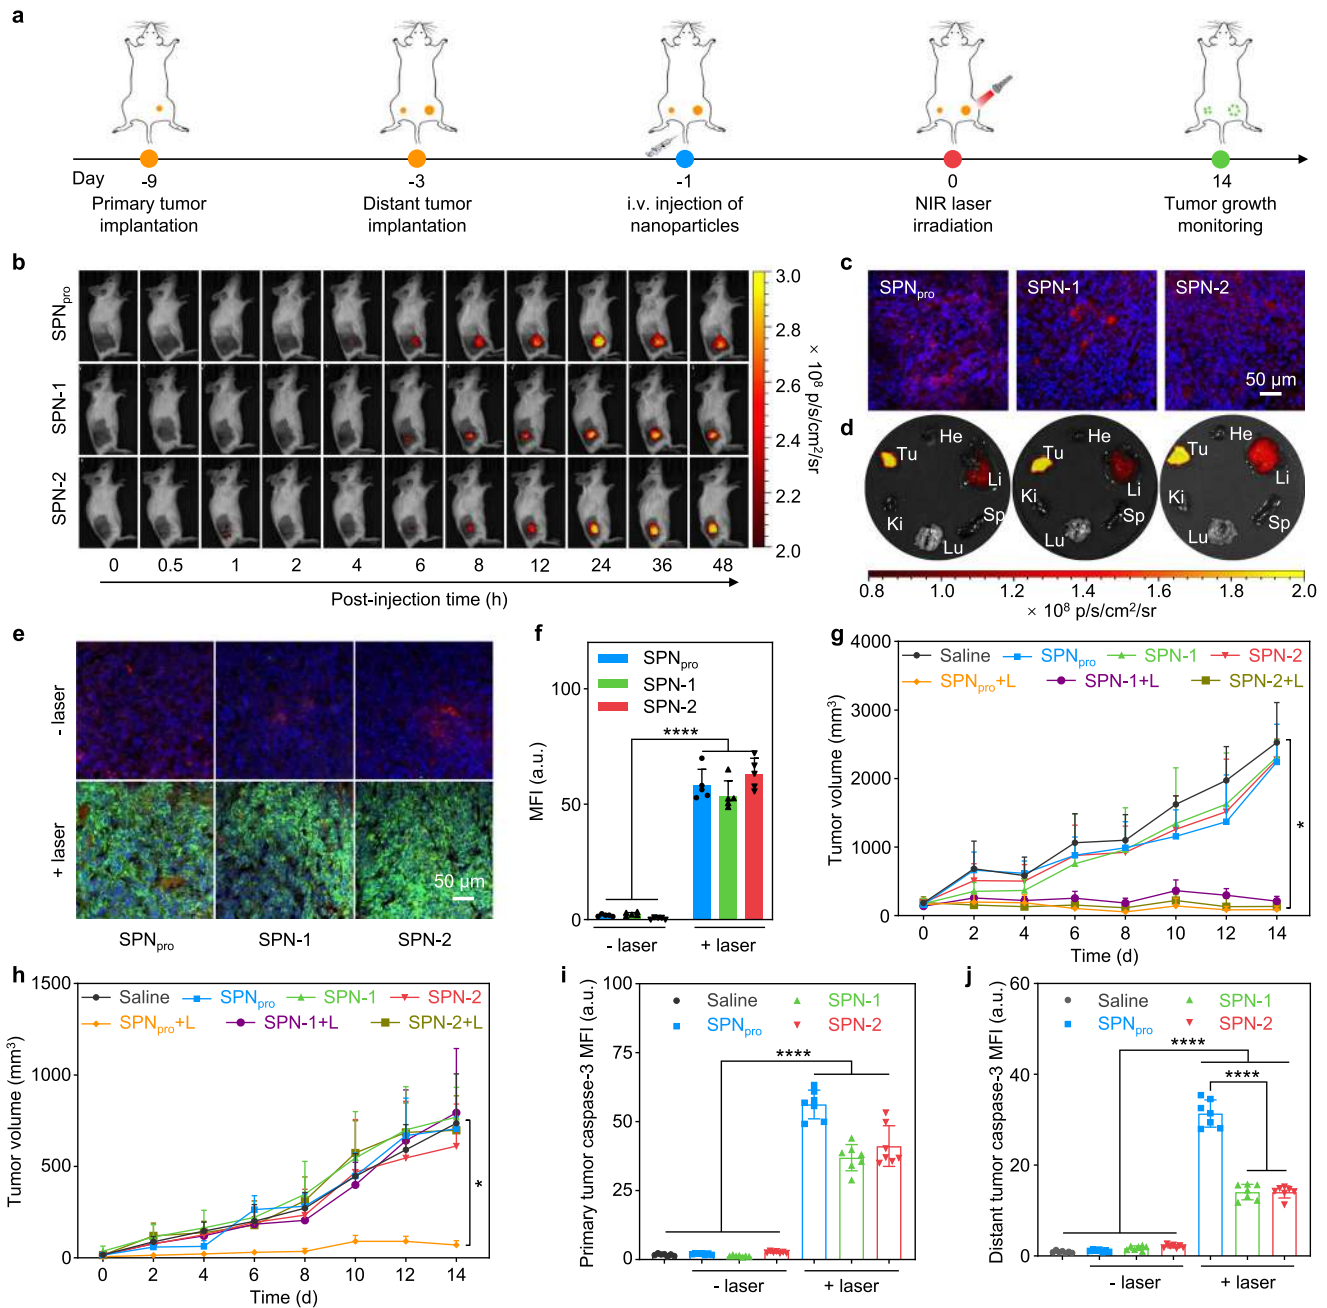 a
Day
-9
-3
-1
0
14
Primary tumor
implantation
Distant tumor
implantation
i.v. injection of
nanoparticles
NIR laser
irradiation
Tumor growth
monitoring
b
SPNpro
SPN-1
SPN-2
0 0.5 1 2 4 6 8 12 24 36 48
Post-injection time (h)
3.0
2.8
2.6
2.4
2.2
2.0
× 10⁸ p/s/cm²/sr
c
SPNpro
SPN-1
SPN-2
50 µm
d
He
Tu
Li
Ki
Sp
Lu
He
Tu
Li
Ki
Sp
Lu
He
Tu
Li
Ki
Sp
Lu
0.8 1.0 1.2 1.4 1.6 1.8 2.0
× 10⁸ p/s/cm²/sr
e
- laser
+ laser
50 µm
SPNpro
SPN-1
SPN-2
f
SPNpro
SPN-1
SPN-2
****
MFI (a.u.)
100
50
0
- laser
+ laser
g
Saline
SPNpro
SPN-1
SPN-2
SPNpro+L
SPN-1+L
SPN-2+L
*
Tumor volume (mm³)
4000
3000
2000
1000
0
0 2 4 6 8 10 12 14
Time (d)
h
Saline
SPNpro
SPN-1
SPN-2
SPNpro+L
SPN-1+L
SPN-2+L
*
Tumor volume (mm³)
1500
1000
500
0
0 2 4 6 8 10 12 14
Time (d)
i
Saline
SPN-1
SPNpro
SPN-2
****
Primary tumor caspase-3 MFI (a.u.)
100
75
50
25
0
- laser
+ laser
j
Saline
SPN-1
SPNpro
SPN-2
****
****
Distant tumor caspase-3 MFI (a.u.)
60
40
20
0
- laser
+ laser